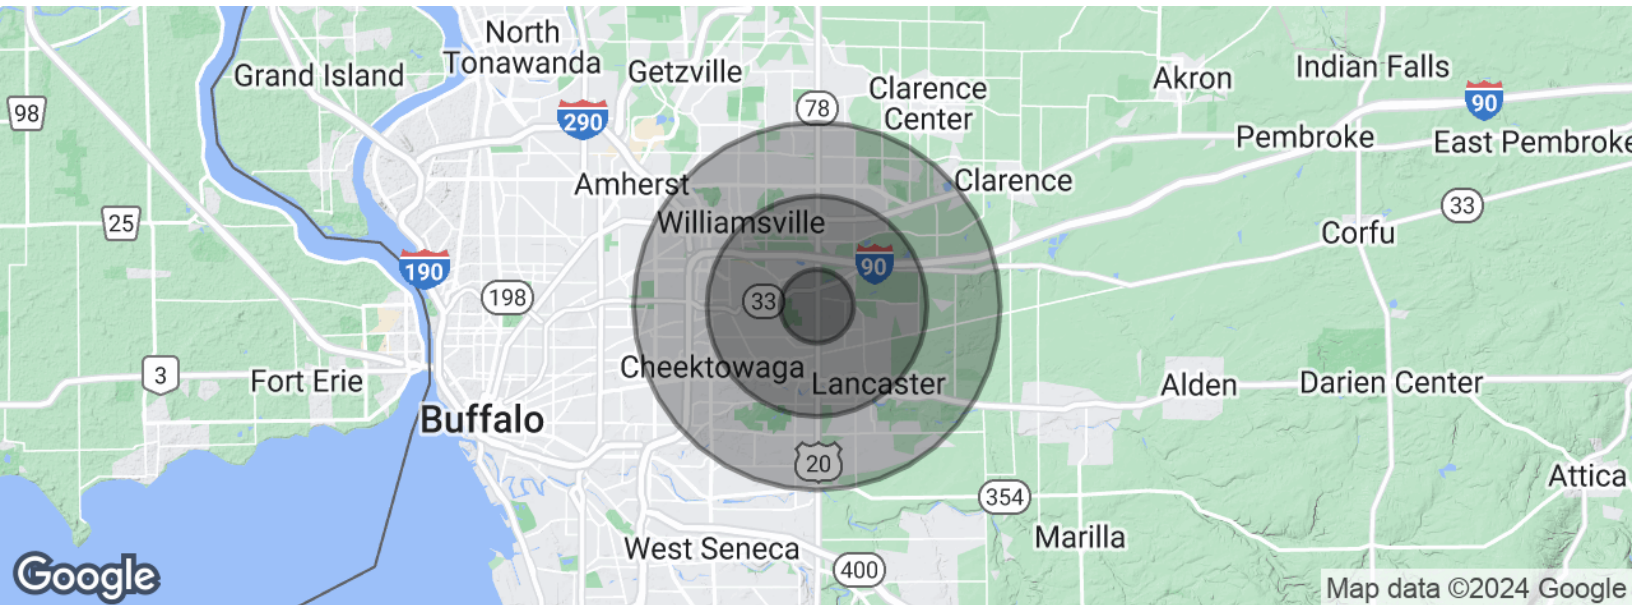 North
Tonawanda
Grand Island
Getzville
Indian Falls
Akron
Clarence
Center
98
78
90
290
Pembroke
East Pembroke
Amherst
Clarence
33
25
Williamsville
Corfu
190
90
198
33
3
Fort Erie
Cheektowaga
Lancaster
Alden
Darien Center
Buffalo
20
Attica
354
Marilla
West Seneca
400
Google
Map data ©2024 Google